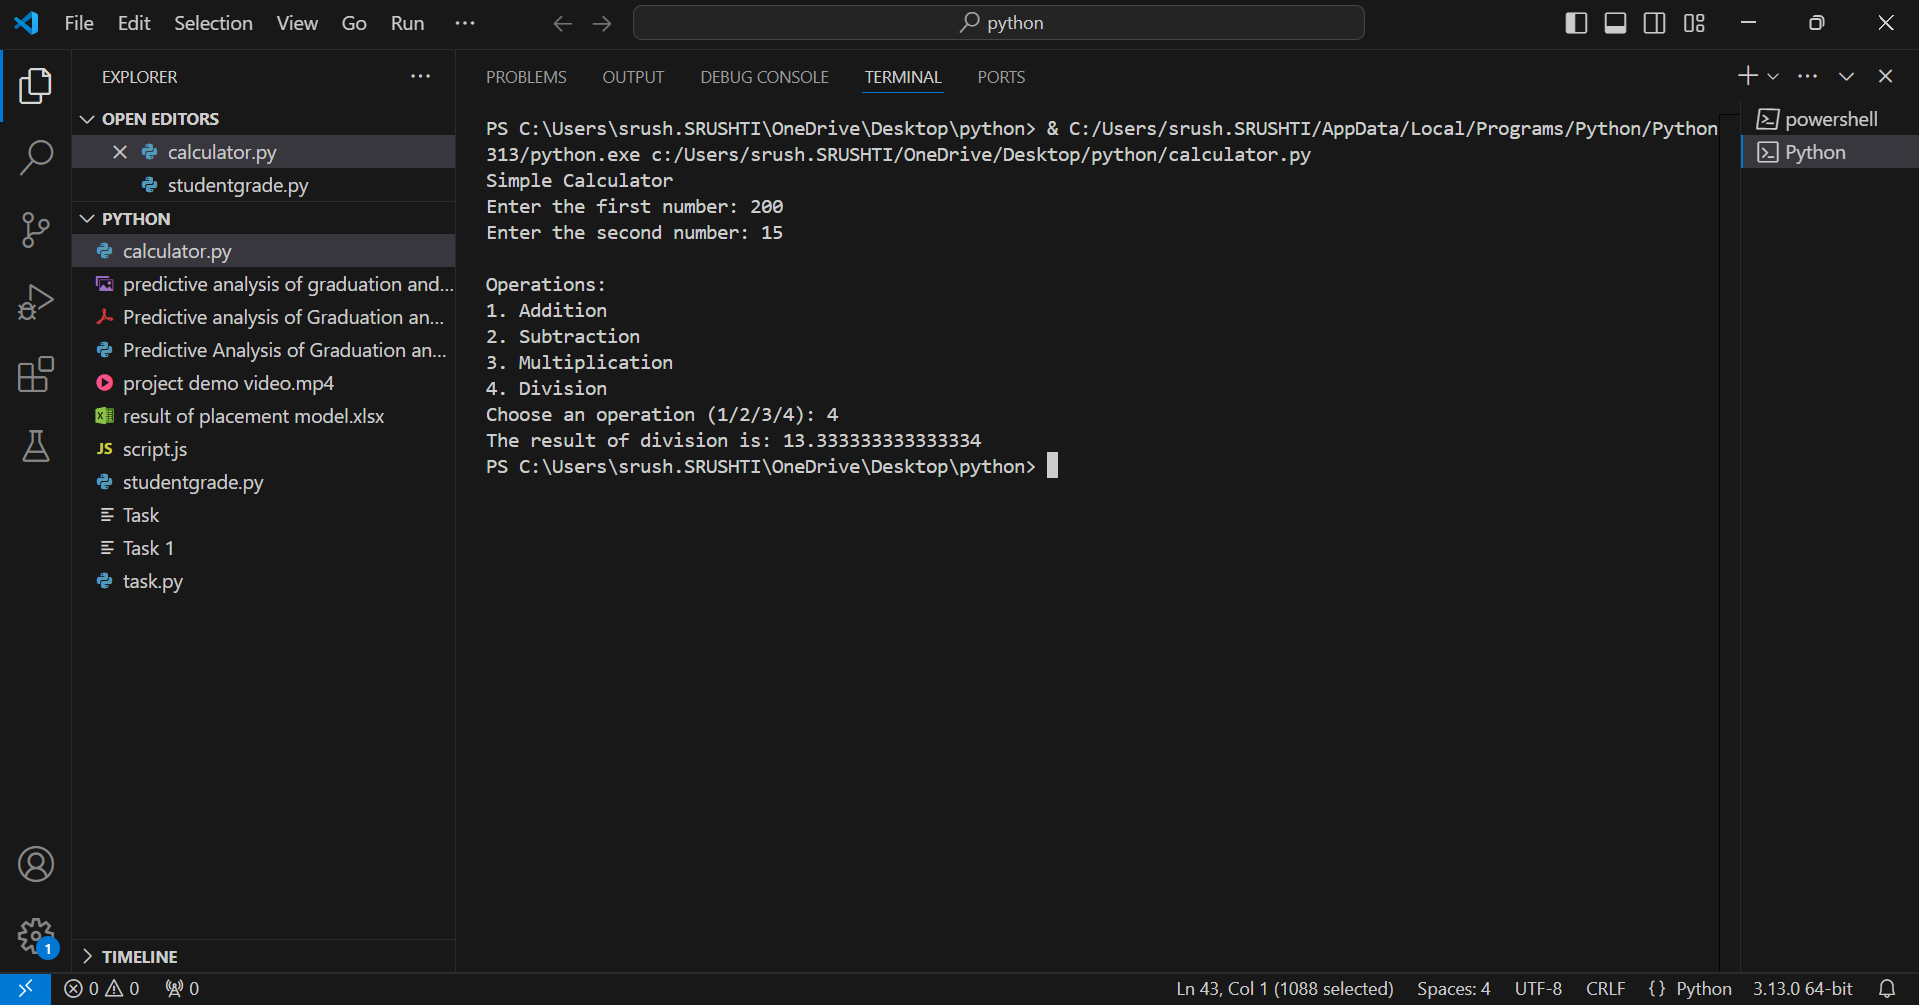 File Edit Selection View Go Run ···
python
EXPLORER ···
OPEN EDITORS
calculator.py
studentgrade.py
PYTHON
calculator.py
predictive analysis of graduation and...
Predictive analysis of Graduation an...
Predictive Analysis of Graduation an...
project demo video.mp4
result of placement model.xlsx
JS script.js
studentgrade.py
Task
Task 1
task.py
TIMELINE
PROBLEMS OUTPUT DEBUG CONSOLE TERMINAL PORTS
PS C:\Users\srush.SRUSHTI\OneDrive\Desktop\python> & C:/Users/srush.SRUSHTI/AppData/Local/Programs/Python/Python
313/python.exe c:/Users/srush.SRUSHTI/OneDrive/Desktop/python/calculator.py
Simple Calculator
Enter the first number: 200
Enter the second number: 15
Operations:
1. Addition
2. Subtraction
3. Multiplication
4. Division
Choose an operation (1/2/3/4): 4
The result of division is: 13.333333333333334
PS C:\Users\srush.SRUSHTI\OneDrive\Desktop\python>
powershell
Python
1
0 0 0
Ln 43, Col 1 (1088 selected) Spaces: 4 UTF-8 CRLF {} Python 3.13.0 64-bit